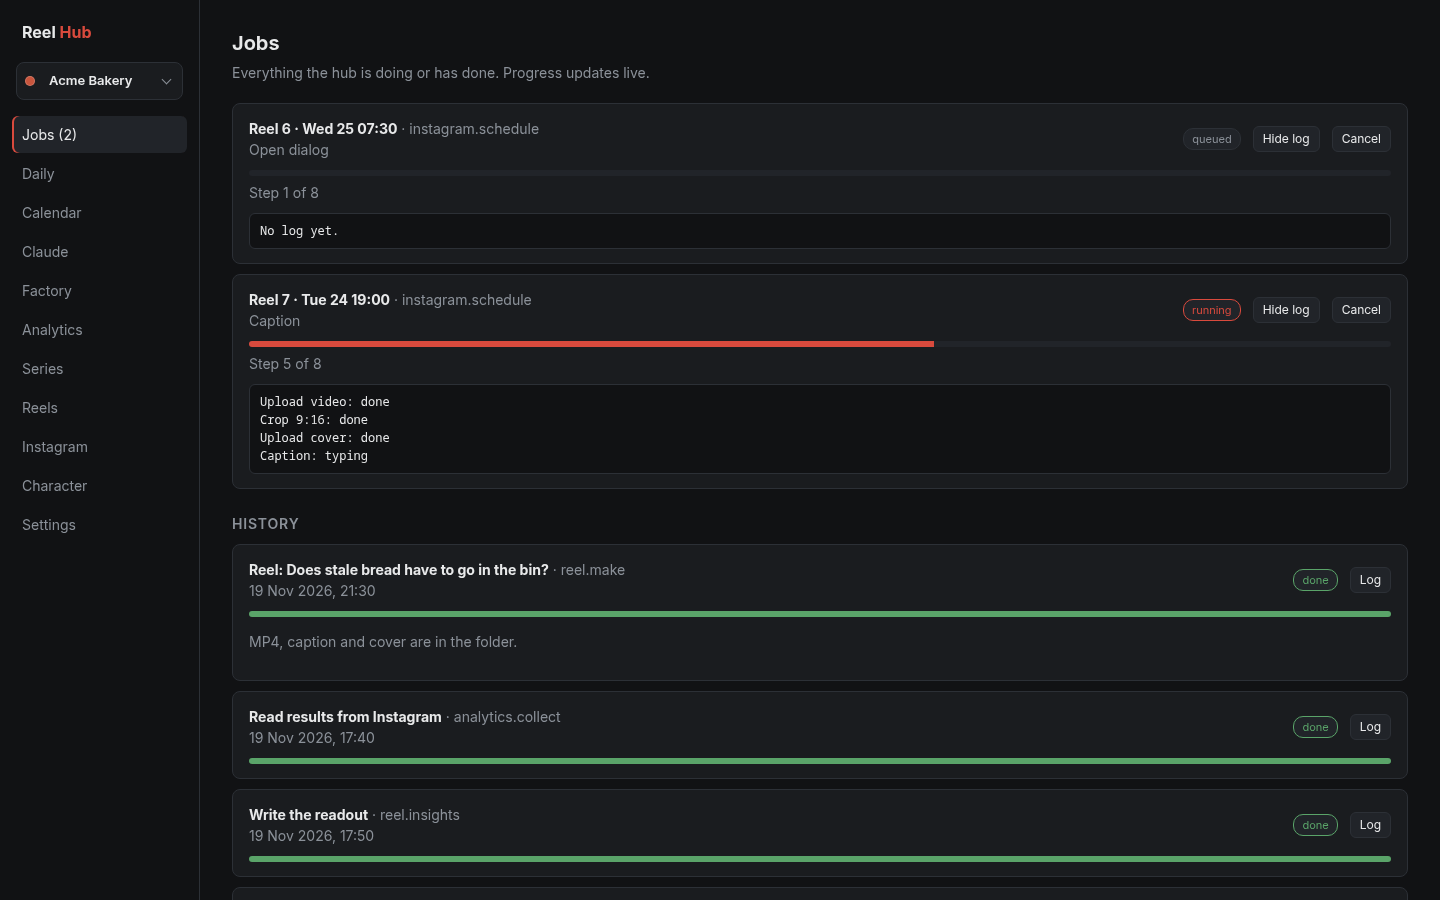 Reel Hub
Acme Bakery
Jobs (2)
Daily
Calendar
Claude
Factory
Analytics
Series
Reels
Instagram
Character
Settings
Jobs
Everything the hub is doing or has done. Progress updates live.
Reel 6 · Wed 25 07:30 · instagram.schedule
Open dialog
queued
Hide log
Cancel
Step 1 of 8
No log yet.
Reel 7 · Tue 24 19:00 · instagram.schedule
Caption
running
Hide log
Cancel
Step 5 of 8
Upload video: done
Crop 9:16: done
Upload cover: done
Caption: typing
HISTORY
Reel: Does stale bread have to go in the bin? · reel.make
19 Nov 2026, 21:30
done
Log
MP4, caption and cover are in the folder.
Read results from Instagram · analytics.collect
19 Nov 2026, 17:40
done
Log
Write the readout · reel.insights
19 Nov 2026, 17:50
done
Log